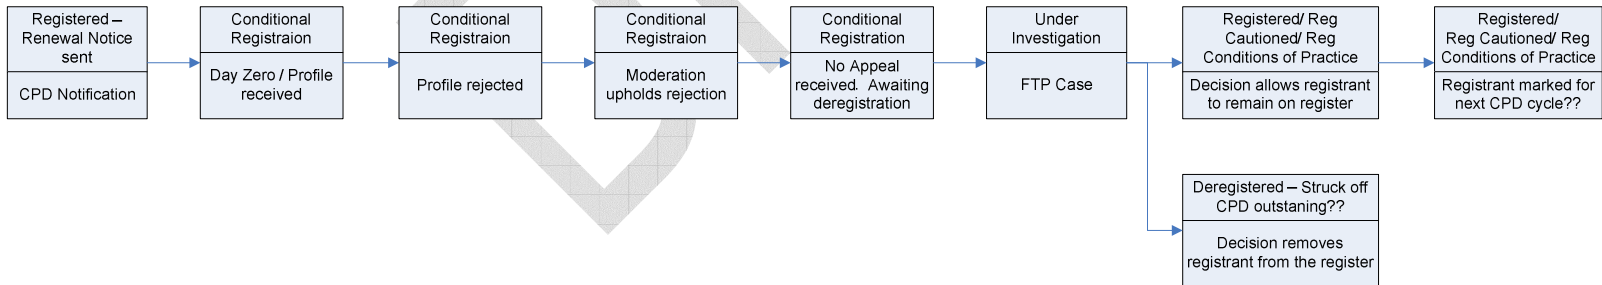 Registered –
Renewal Notice
sent
CPD Notification
Conditional
Registraion
Day Zero / Profile
received
Conditional
Registraion
Profile rejected
Conditional
Registraion
Moderation
upholds rejection
Conditional
Registration
No Appeal
received. Awaiting
deregistration
Under
Investigation
FTP Case
Registered/ Reg
Cautioned/ Reg
Conditions of Practice
Decision allows registrant
to remain on register
Registered/
Reg Cautioned/ Reg
Conditions of Practice
Registrant marked for
next CPD cycle??
Deregistered – Struck off
CPD outstaning??
Decision removes
registrant from the register